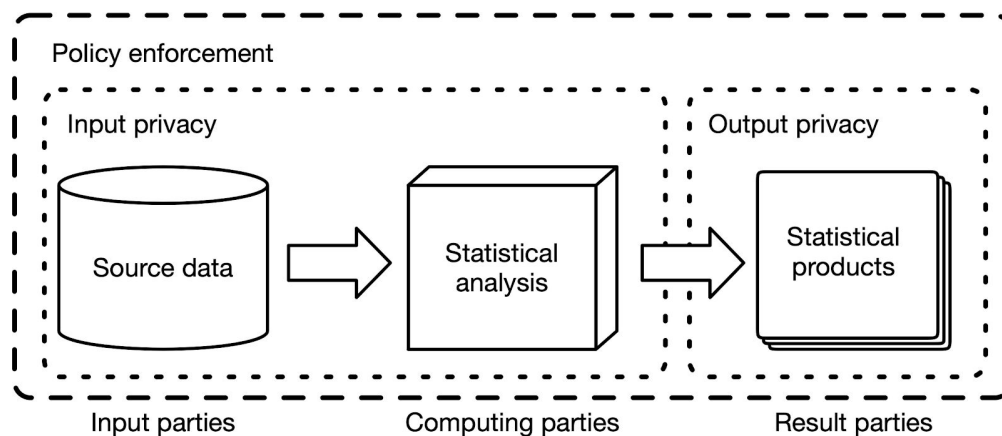 Policy enforcement
Input privacy
Output privacy
Source data
Statistical
analysis
Statistical
products
Input parties
Computing parties
Result parties